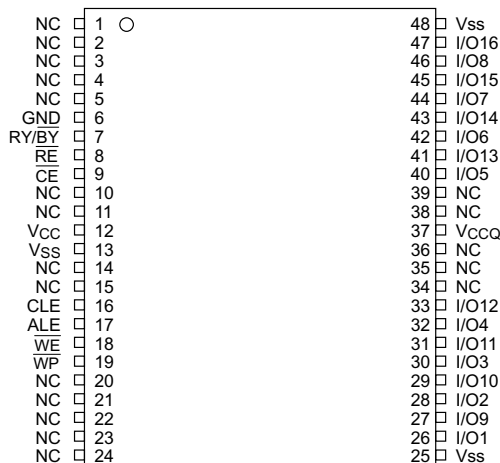 NC 1 48 Vss
NC 2 47 I/O16
NC 3 46 I/O8
NC 4 45 I/O15
NC 5 44 I/O7
GND 6 43 I/O14
RY/BY 7 42 I/O6
RE 8 41 I/O13
CE 9 40 I/O5
NC 10 39 NC
NC 11 38 NC
VCC 12 37 VCCQ
VSS 13 36 NC
NC 14 35 NC
NC 15 34 NC
CLE 16 33 I/O12
ALE 17 32 I/O4
WE 18 31 I/O11
WP 19 30 I/O3
NC 20 29 I/O10
NC 21 28 I/O2
NC 22 27 I/O9
NC 23 26 I/O1
NC 24 25 Vss